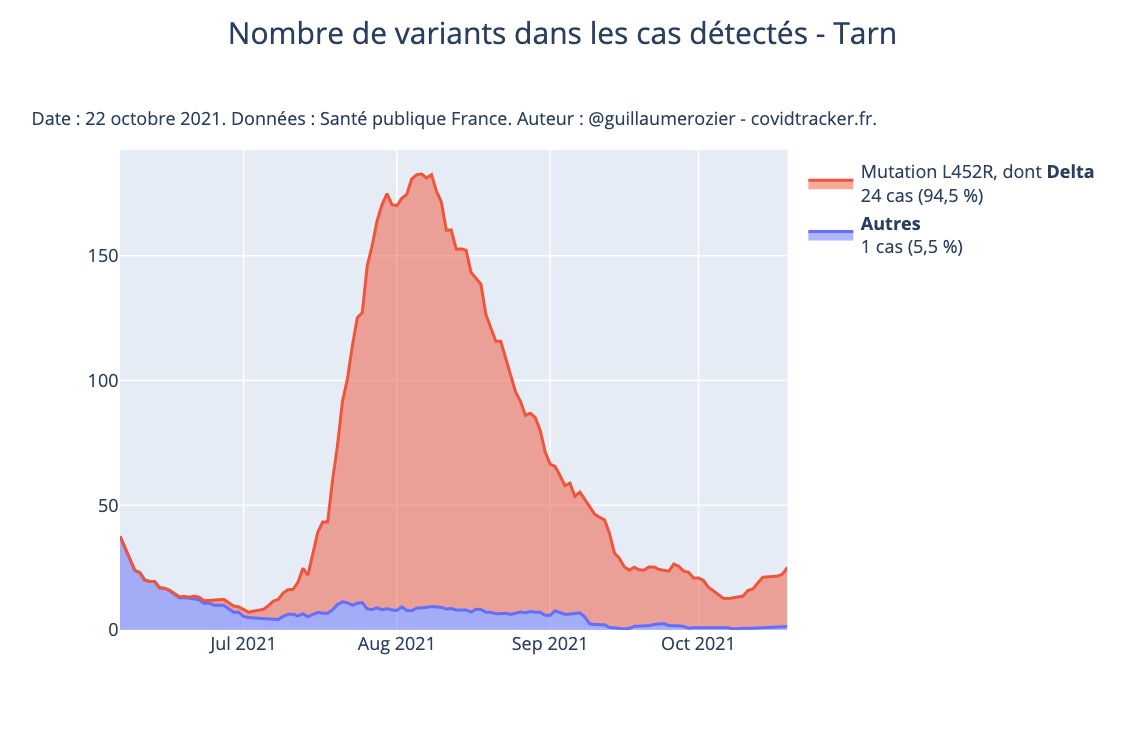 Nombre de variants dans les cas détectés - Tarn
Date : 22 octobre 2021. Données : Santé publique France. Auteur : @guillaumerozier - covidtracker.fr.
Mutation L452R, dont Delta
24 cas (94,5 %)
Autres
1 cas (5,5 %)
150
100
50
0
Jul 2021
Aug 2021
Sep 2021
Oct 2021